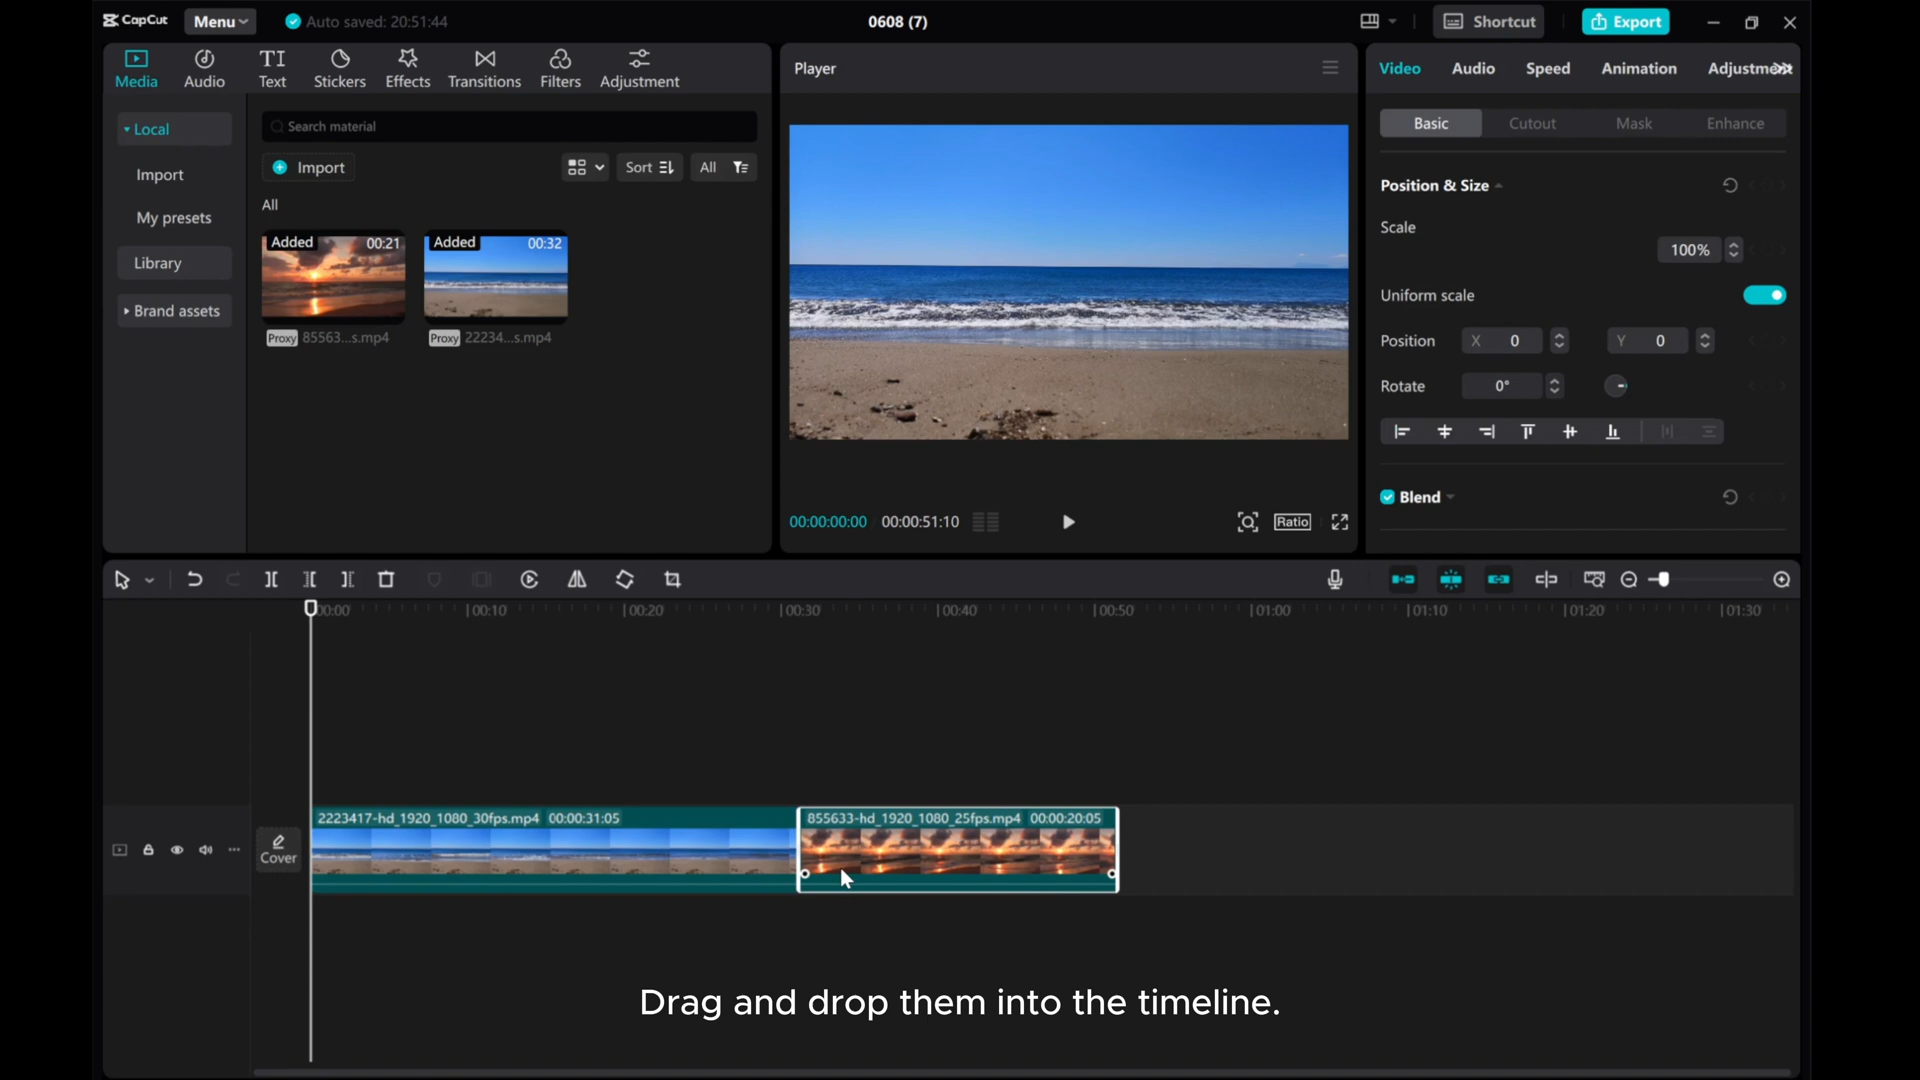 CapCut
Menu
Auto saved: 20:51:44
0608 (7)
Shortcut
Export
Media
Audio
Text
Stickers
Effects
Transitions
Filters
Adjustment
Local
Import
My presets
Library
Brand assets
Search material
Import
Sort
All
All
Added
00:21
Added
00:32
Proxy
85563...s.mp4
Proxy
22234...s.mp4
Player
00:00:00:00
00:00:51:10
Ratio
Video
Audio
Speed
Animation
Adjustment
Basic
Cutout
Mask
Enhance
Position & Size
Scale
100%
Uniform scale
Position
X
0
Y
0
Rotate
0°
Blend
00:00
00:10
00:20
00:30
00:40
00:50
01:00
01:10
01:20
01:30
Cover
2223417-hd_1920_1080_30fps.mp4 00:00:31:05
855633-hd_1920_1080_25fps.mp4 00:00:20:05
Drag and drop them into the timeline.